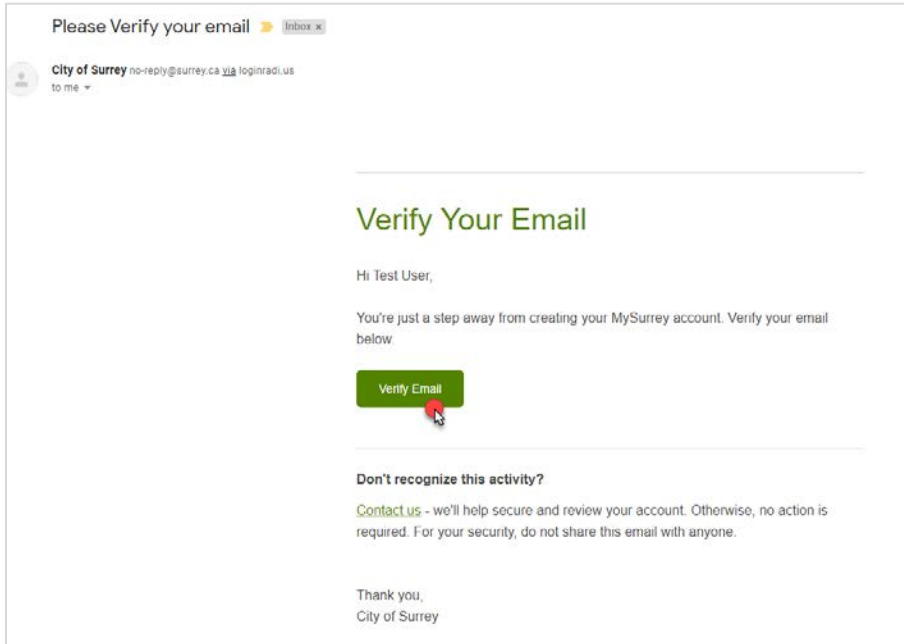 Please Verify your email Inbox x
City of Surrey no-reply@surrey.ca via loginradi.us
to me
Verify Your Email
Hi Test User,
You're just a step away from creating your MySurrey account. Verify your email
below.
Verify Email
Don't recognize this activity?
Contact us - we'll help secure and review your account. Otherwise, no action is
required. For your security, do not share this email with anyone.
Thank you,
City of Surrey